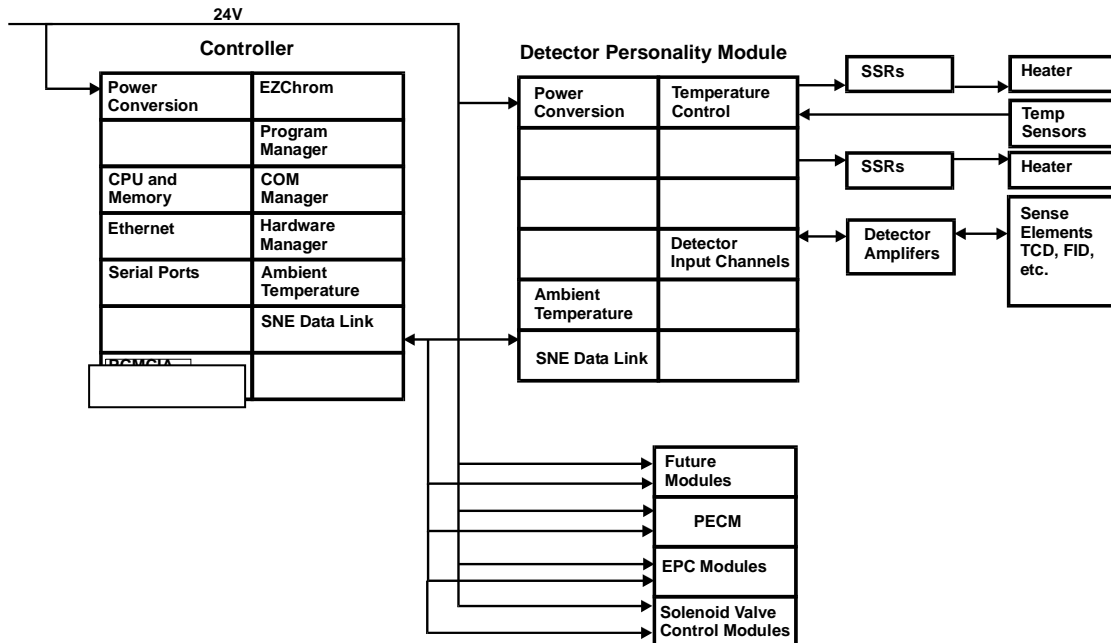 24V
Controller
Power
Conversion
EZChrom
Program
Manager
CPU and
Memory
COM
Manager
Ethernet
Hardware
Manager
Serial Ports
Ambient
Temperature
SNE Data Link
Detector Personality Module
Power
Conversion
Temperature
Control
Detector
Input Channels
Ambient
Temperature
SNE Data Link
SSRs
Heater
Temp
Sensors
SSRs
Heater
Detector
Amplifers
Sense
Elements
TCD, FID,
etc.
Future
Modules
PECM
EPC Modules
Solenoid Valve
Control Modules